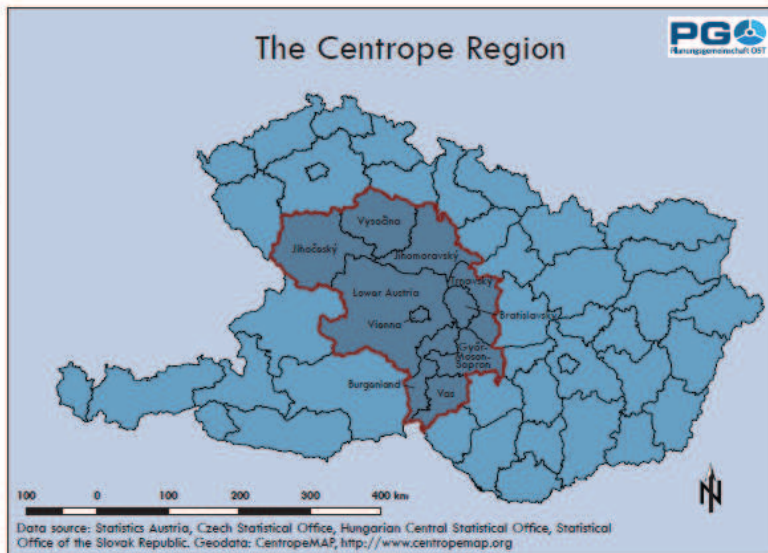 The Centrope Region
PGO
Planungsgemeinschaft OST
Vysočina
Jihočeský
Jihomoravský
Trnavský
Lower Austria
Bratislavský
Vienna
Győr-
Moson-
Sopron
Burgenland
Vas
100 0 100 200 300 400 km
N
Data source: Statistics Austria, Czech Statistical Office, Hungarian Central Statistical Office, Statistical
Office of the Slovak Republic. Geodata: CentropeMAP, http://www.centropemap.org